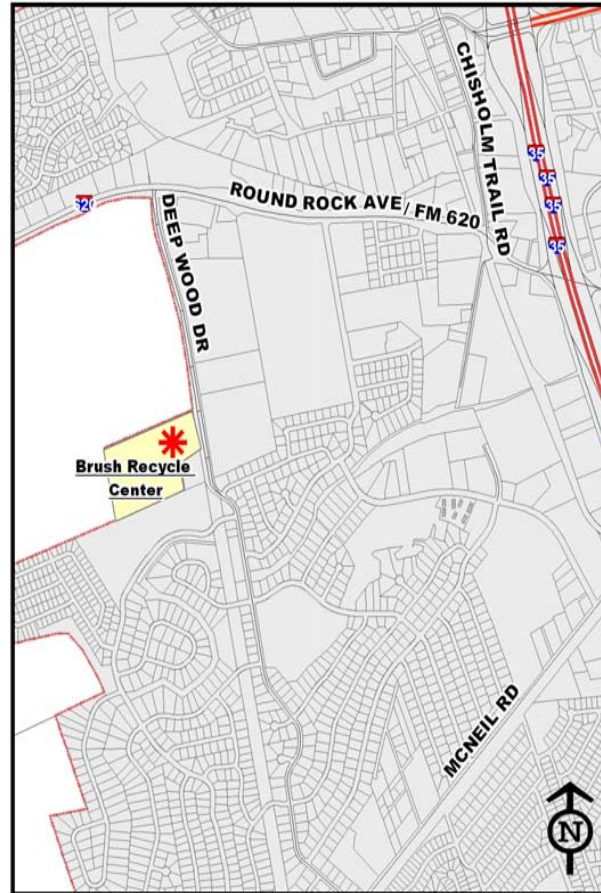 CHISHOLM TRAIL RD
35
35
35
35
ROUND ROCK AVE/ FM 620
620
DEEP WOOD DR
Brush Recycle
Center
MCNEIL RD
N